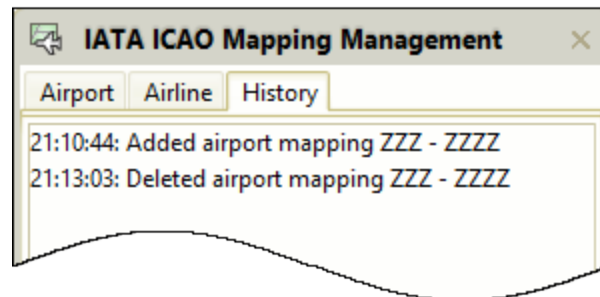 IATA ICAO Mapping Management
Airport Airline History
21:10:44: Added airport mapping ZZZ - ZZZZ
21:13:03: Deleted airport mapping ZZZ - ZZZZ